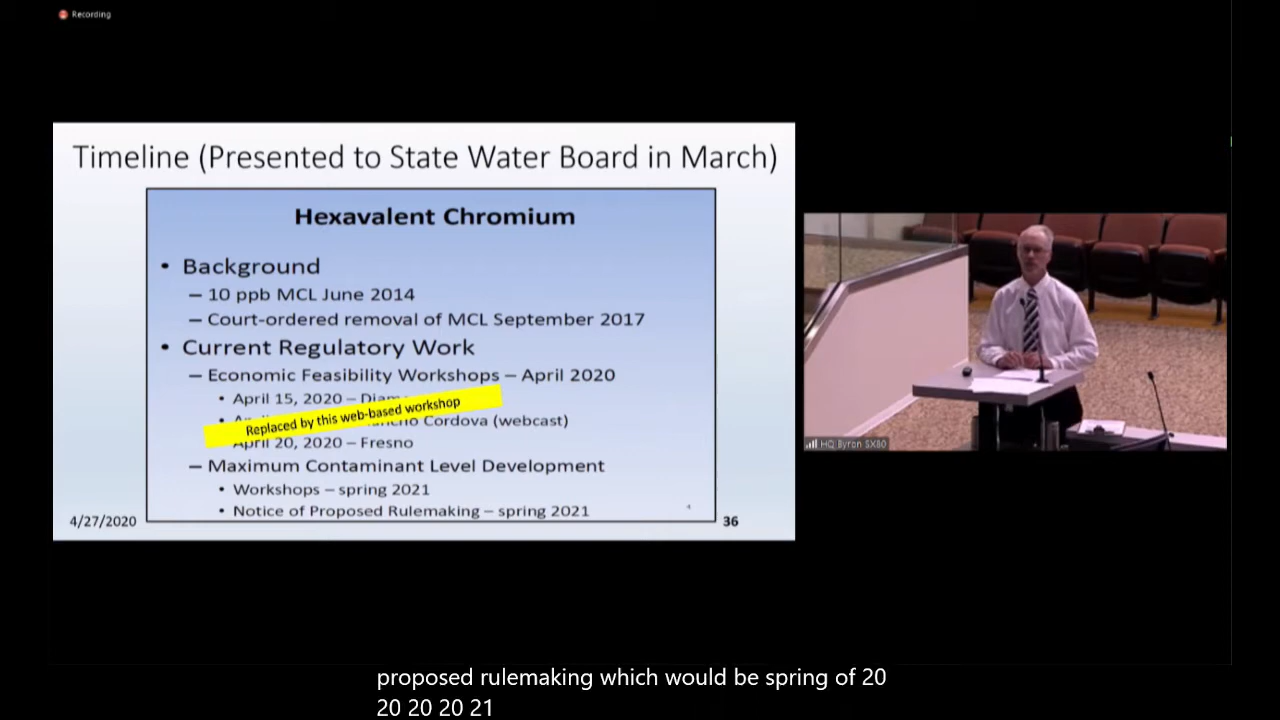 Recording
Timeline (Presented to State Water Board in March)
Hexavalent Chromium
• Background
– 10 ppb MCL June 2014
– Court-ordered removal of MCL September 2017
• Current Regulatory Work
– Economic Feasibility Workshops – April 2020
• April 15, 2020 –
Replaced by this web-based workshop
• Cordova (webcast)
April 20, 2020 – Fresno
– Maximum Contaminant Level Development
• Workshops – spring 2021
• Notice of Proposed Rulemaking – spring 2021
4/27/2020
36
HQ Byron SX80
proposed rulemaking which would be spring of 20
20 20 20 21